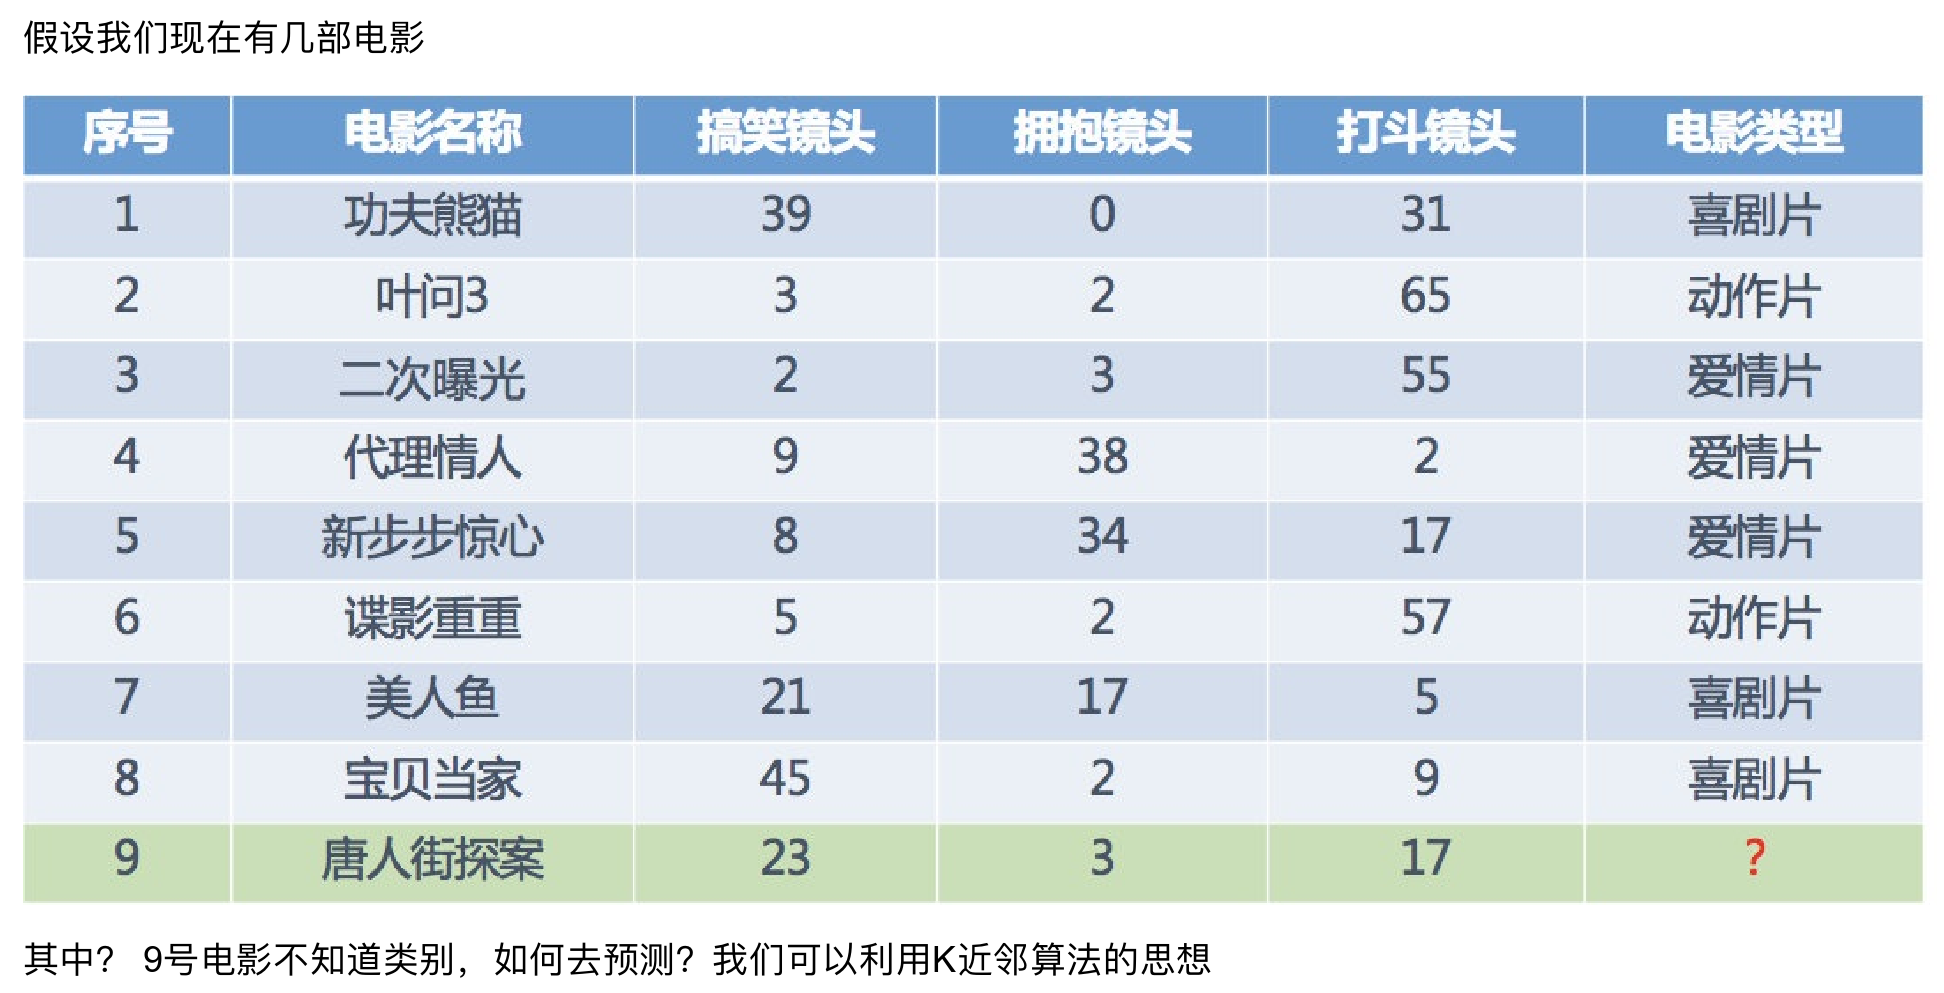 假设我们现在有几部电影
序号 电影名称 搞笑镜头 拥抱镜头 打斗镜头 电影类型
1 功夫熊猫 39 0 31 喜剧片
2 叶问3 3 2 65 动作片
3 二次曝光 2 3 55 爱情片
4 代理情人 9 38 2 爱情片
5 新步步惊心 8 34 17 爱情片
6 谍影重重 5 2 57 动作片
7 美人鱼 21 17 5 喜剧片
8 宝贝当家 45 2 9 喜剧片
9 唐人街探案 23 3 17 ?
其中？ 9号电影不知道类别，如何去预测？我们可以利用K近邻算法的思想